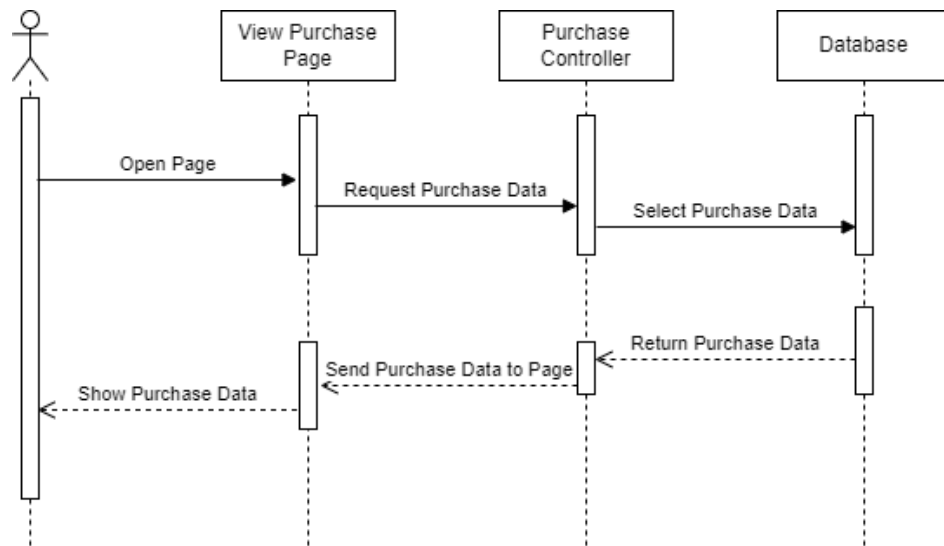 View Purchase
Page
Purchase
Controller
Database
Open Page
Request Purchase Data
Select Purchase Data
Return Purchase Data
Send Purchase Data to Page
Show Purchase Data